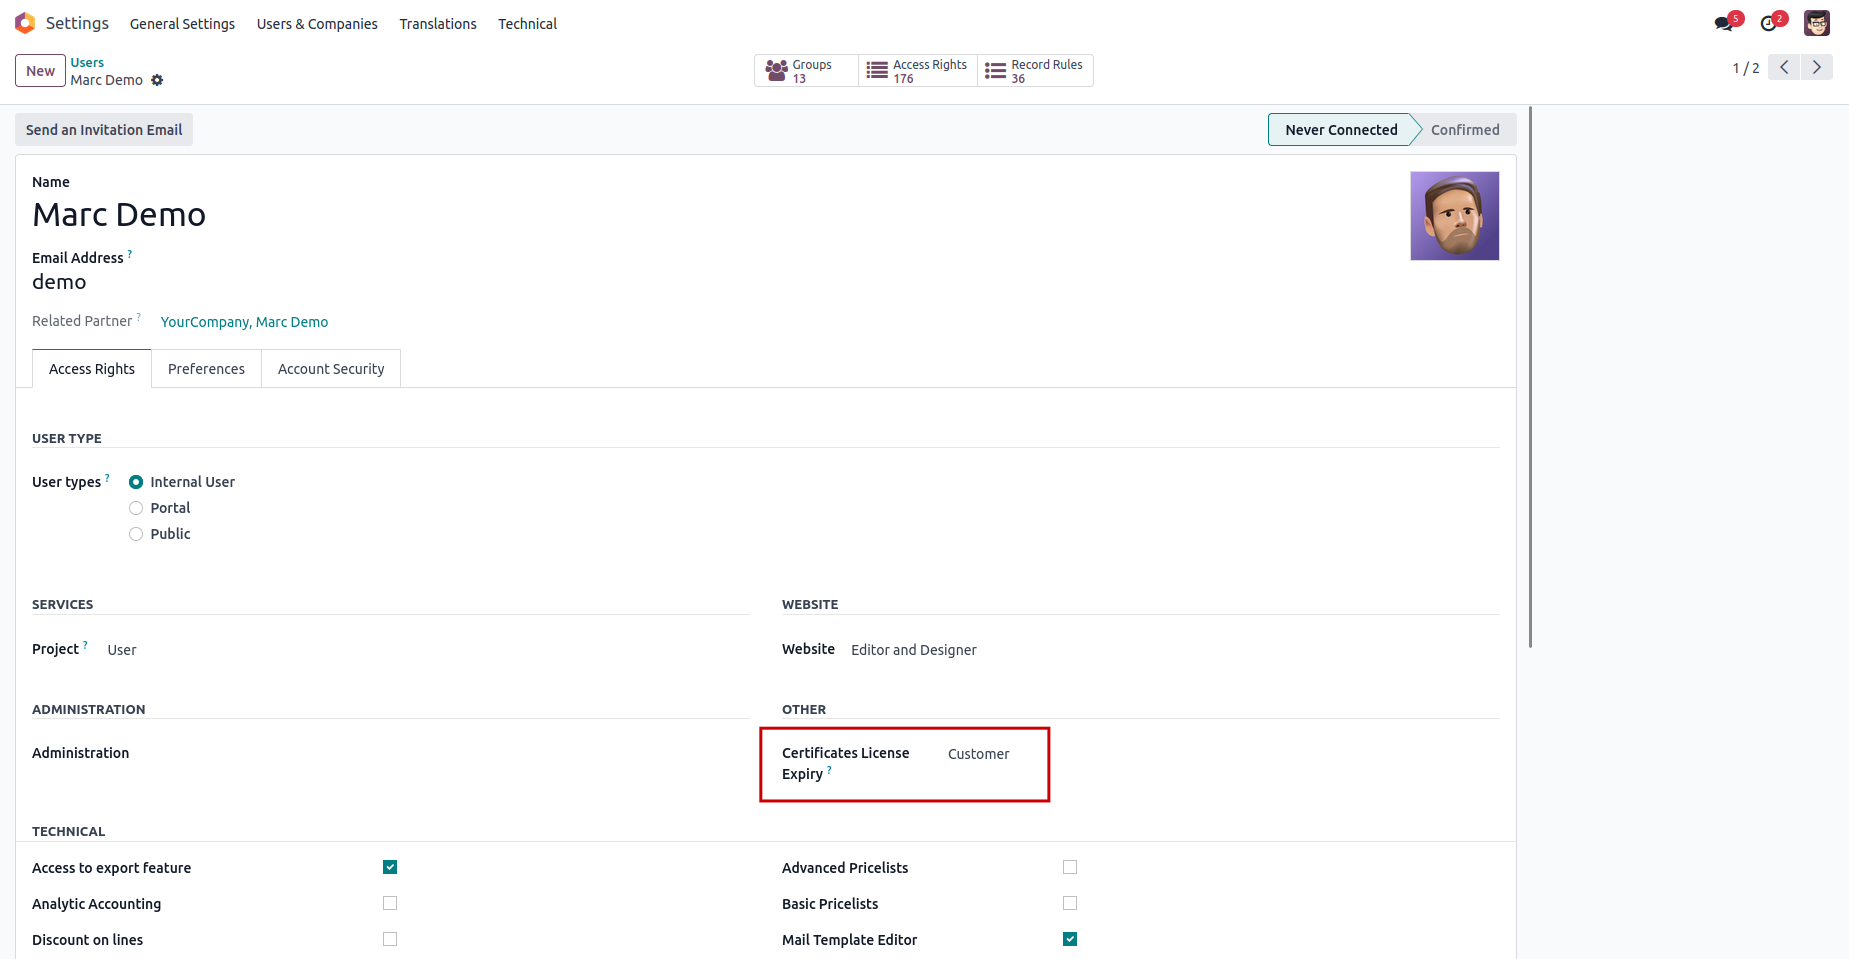 Settings General Settings Users & Companies Translations Technical 5 2
New Users
Marc Demo
Groups 13 Access Rights 176 Record Rules 36
1 / 2
Send an Invitation Email Never Connected Confirmed
Name
Marc Demo
Email Address ?
demo
Related Partner ? YourCompany, Marc Demo
Access Rights Preferences Account Security
USER TYPE
User types ? Internal User
Portal
Public
SERVICES WEBSITE
Project ? User Website Editor and Designer
ADMINISTRATION OTHER
Administration Certificates License Customer
Expiry ?
TECHNICAL
Access to export feature Advanced Pricelists
Analytic Accounting Basic Pricelists
Discount on lines Mail Template Editor